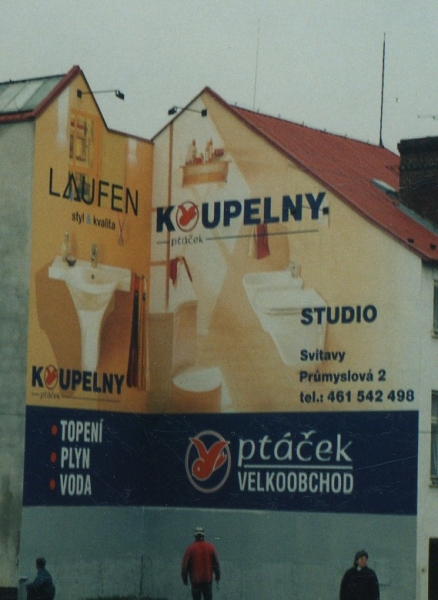 LAUFEN
styl & kvalita
KOUPELNY
ptáček
KOUPELNY
ptáček
STUDIO
Svitavy
Průmyslová 2
tel.: 461 542 498
TOPENÍ
PLYN
VODA
ptáček
VELKOOBCHOD